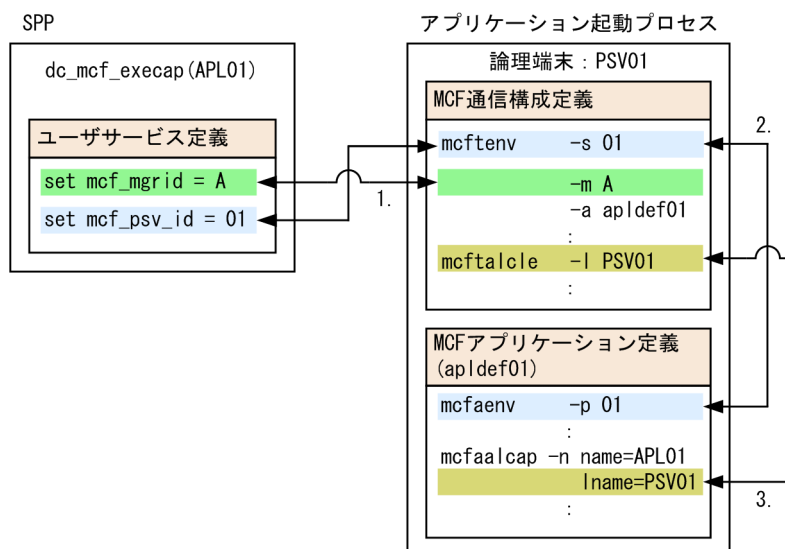 SPP
dc_mcf_execap(APL01)
ユーザサービス定義
set mcf_mgrid = A
set mcf_psv_id = 01
1.
アプリケーション起動プロセス
論理端末:PSV01
MCF通信構成定義
mcftenv -s 01
-m A
-a apldef01
:
mcftalcle -l PSV01
:
2.
MCFアプリケーション定義
(apldef01)
mcfaenv -p 01
:
mcfaalcap -n name=APL01
lname=PSV01
:
3.